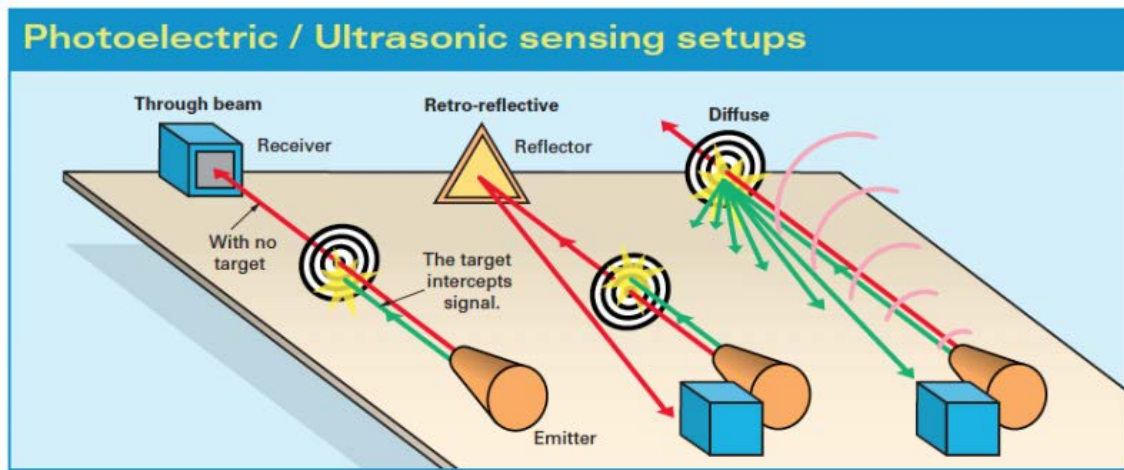 Photoelectric / Ultrasonic sensing setups
Through beam
Receiver
With no
target
The target
intercepts
signal.
Emitter
Retro-reflective
Reflector
Diffuse